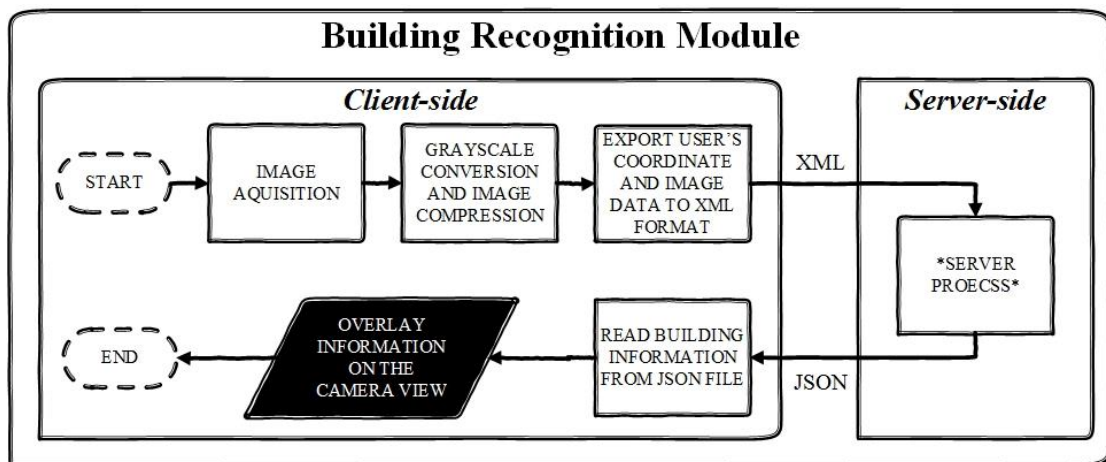 Building Recognition Module
Client-side
Server-side
START
IMAGE
AQUISITION
GRAYSCALE
CONVERSION
AND IMAGE
COMPRESSION
EXPORT USER'S
COORDINATE
AND IMAGE
DATA TO XML
FORMAT
XML
*SERVER
PROECSS*
JSON
READ BUILDING
INFORMATION
FROM JSON FILE
OVERLAY
INFORMATION
ON THE
CAMERA VIEW
END